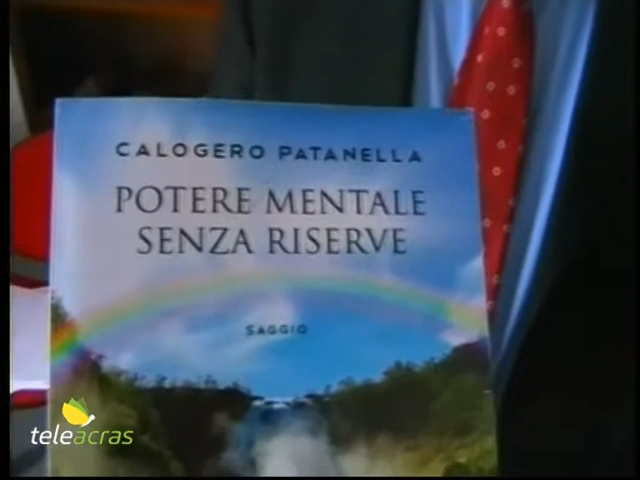 CALOGERO PATANELLA
POTERE MENTALE
SENZA RISERVE
SAGGIO
teleacras